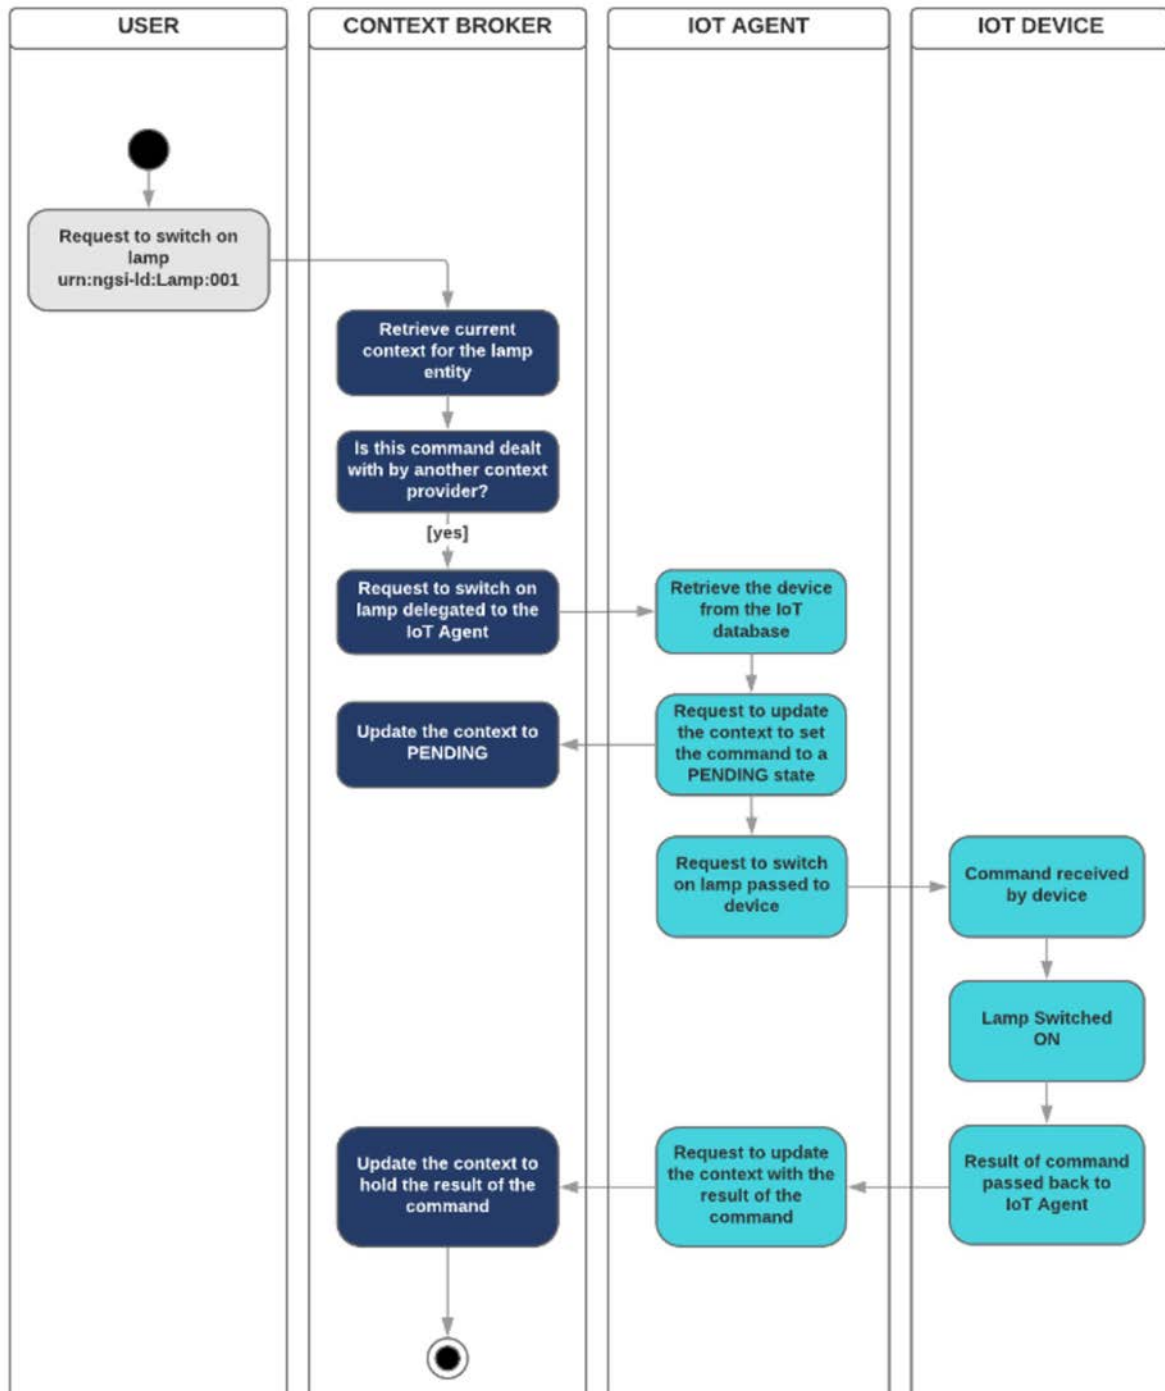 USER
CONTEXT BROKER
IOT AGENT
IOT DEVICE
Request to switch on
lamp
urn:ngsi-ld:Lamp:001
Retrieve current
context for the lamp
entity
Is this command dealt
with by another context
provider?
[yes]
Request to switch on
lamp delegated to the
IoT Agent
Retrieve the device
from the IoT
database
Request to update
the context to set
the command to a
PENDING state
Update the context to
PENDING
Request to switch
on lamp passed to
device
Command received
by device
Lamp Switched
ON
Result of command
passed back to
IoT Agent
Request to update
the context with the
result of the
command
Update the context to
hold the result of the
command